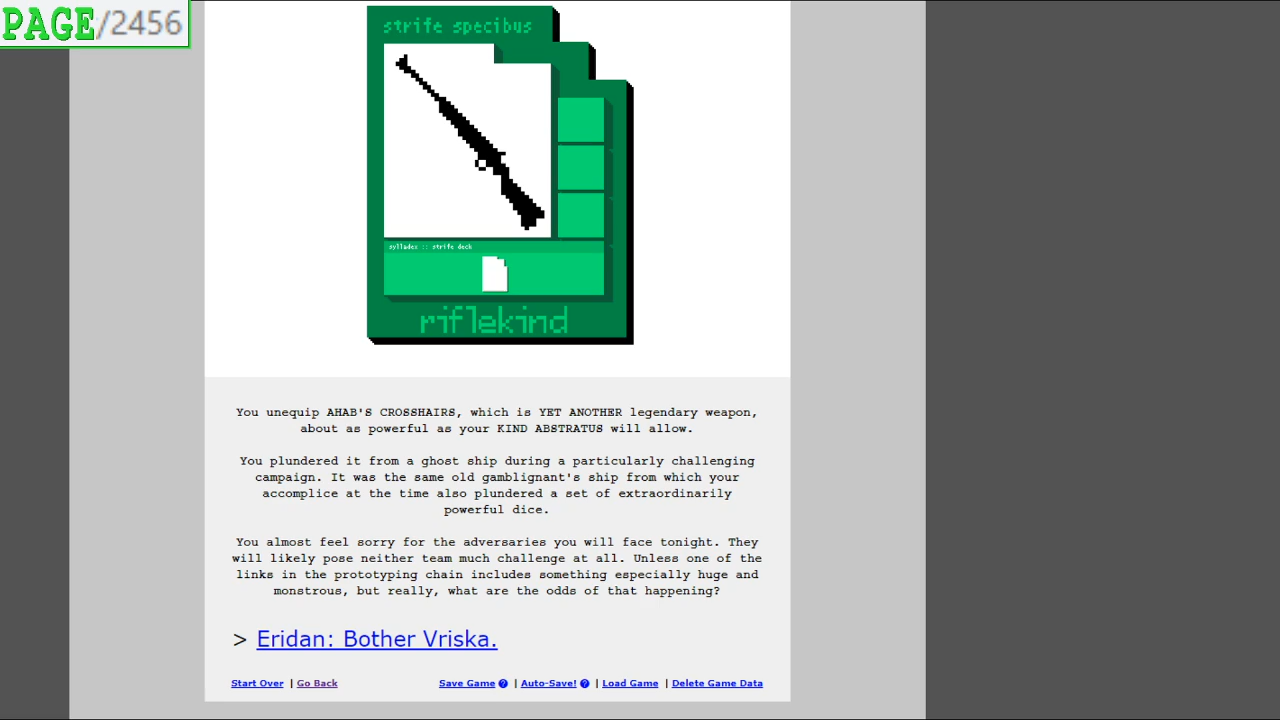 PAGE/2456
strife specibus
sylladex :: strife deck
riflekind
You unequip AHAB'S CROSSHAIRS, which is YET ANOTHER legendary weapon,
about as powerful as your KIND ABSTRATUS will allow.
You plundered it from a ghost ship during a particularly challenging
campaign. It was the same old gamblignant's ship from which your
accomplice at the time also plundered a set of extraordinarily
powerful dice.
You almost feel sorry for the adversaries you will face tonight. They
will likely pose neither team much challenge at all. Unless one of the
links in the prototyping chain includes something especially huge and
monstrous, but really, what are the odds of that happening?
> Eridan: Bother Vriska.
Start Over | Go Back Save Game ? | Auto-Save! ? | Load Game | Delete Game Data